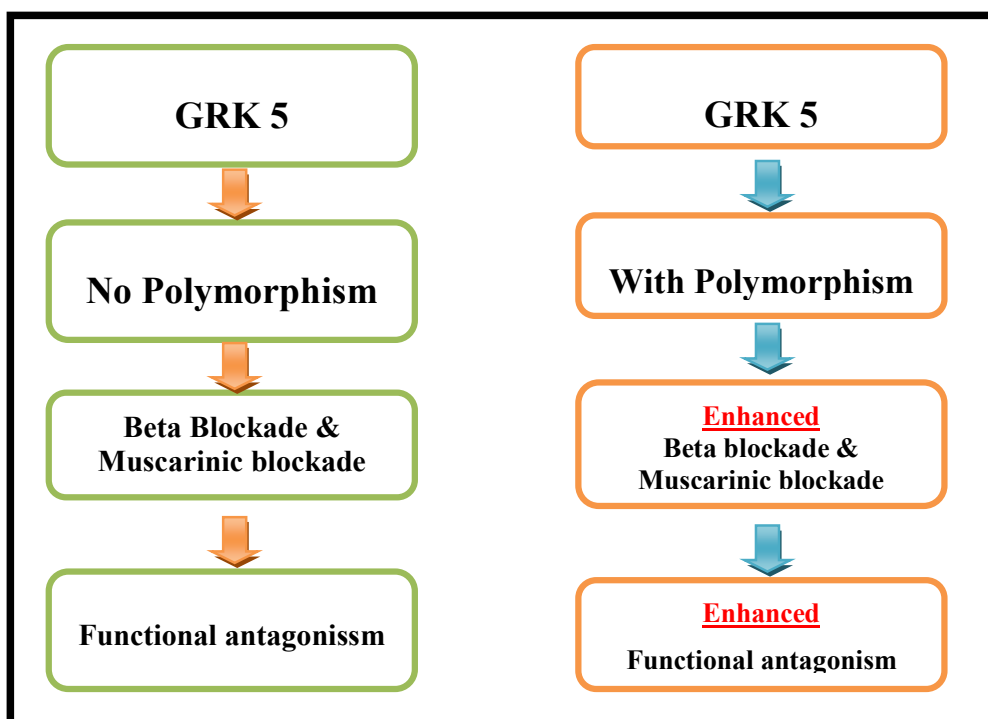 GRK 5
No Polymorphism
Beta Blockade &
Muscarinic blockade
Functional antagonissm
GRK 5
With Polymorphism
Enhanced
Beta blockade &
Muscarinic blockade
Enhanced
Functional antagonism